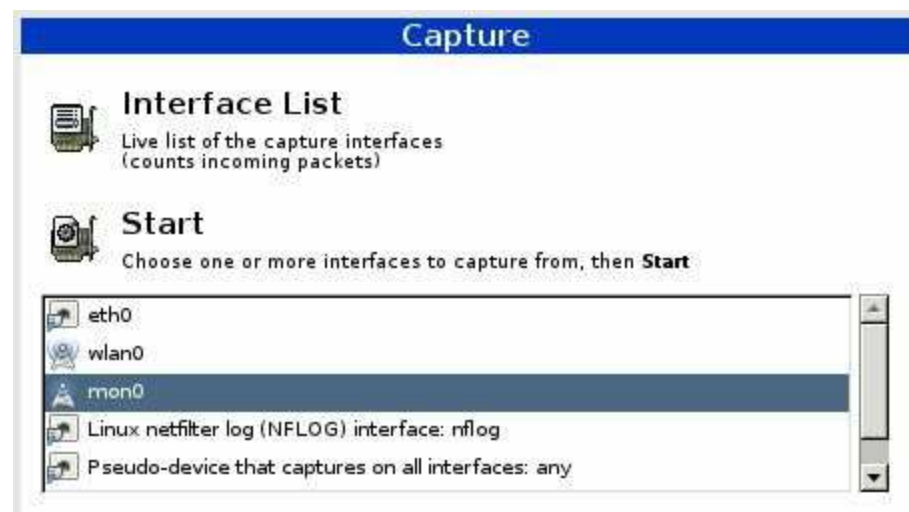 Capture
Interface List
Live list of the capture interfaces
(counts incoming packets)
Start
Choose one or more interfaces to capture from, then Start
eth0
wlan0
mon0
Linux netfilter log (NFLOG) interface: nflog
Pseudo-device that captures on all interfaces: any